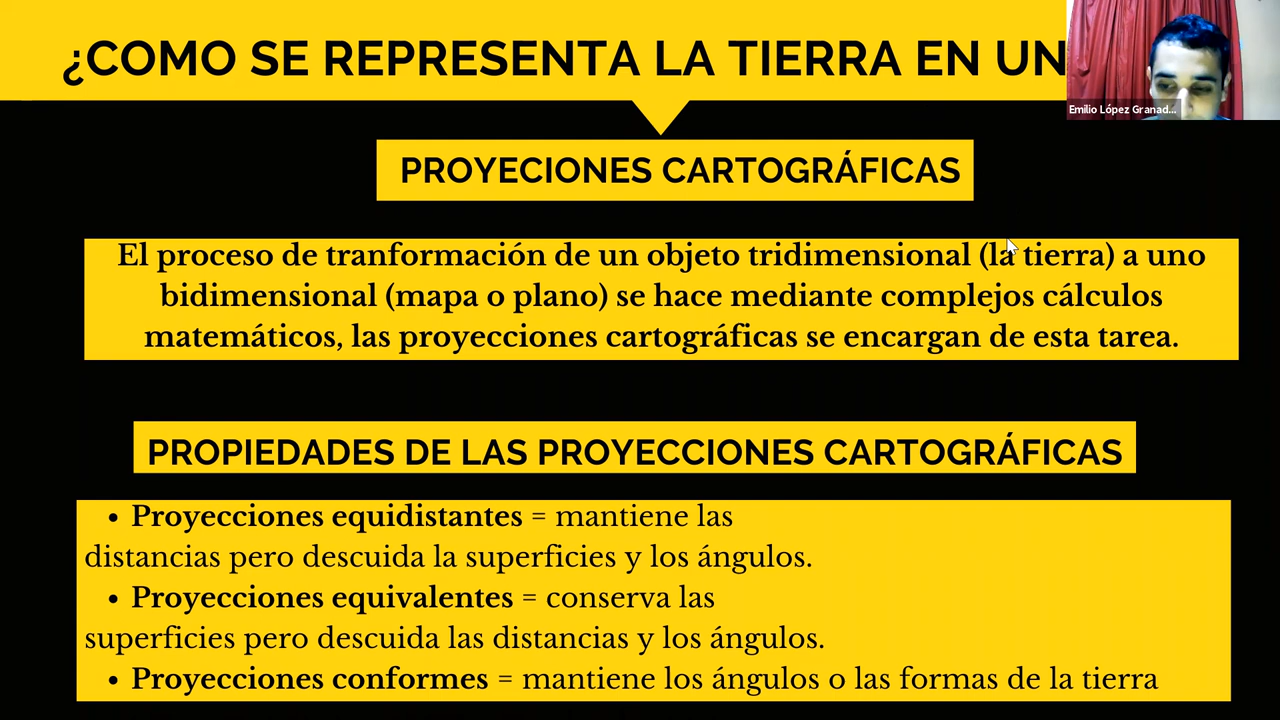 ¿COMO SE REPRESENTA LA TIERRA EN UN
Emilio López Granad...
PROYECIONES CARTOGRÁFICAS
El proceso de tranformación de un objeto tridimensional (la tierra) a uno
bidimensional (mapa o plano) se hace mediante complejos cálculos
matemáticos, las proyecciones cartográficas se encargan de esta tarea.
PROPIEDADES DE LAS PROYECCIONES CARTOGRÁFICAS
• Proyecciones equidistantes = mantiene las
distancias pero descuida la superficies y los ángulos.
• Proyecciones equivalentes = conserva las
superficies pero descuida las distancias y los ángulos.
• Proyecciones conformes = mantiene los ángulos o las formas de la tierra